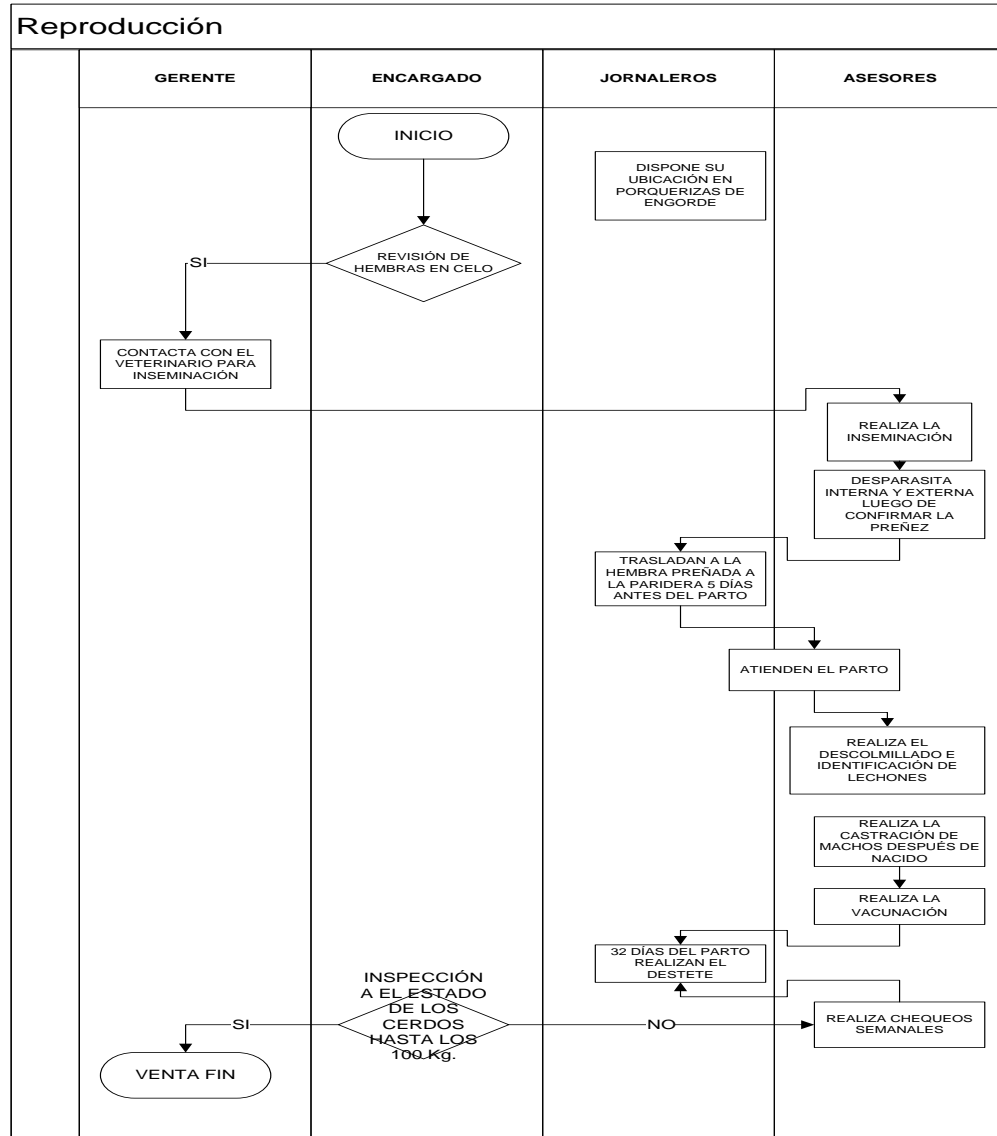 Reproducción
GERENTE
ENCARGADO
JORNALEROS
ASESORES
INICIO
DISPONE SU
UBICACIÓN EN
PORQUERIZAS DE
ENGORDE
REVISIÓN DE
HEMBRAS EN CELO
SI
CONTACTA CON EL
VETERINARIO PARA
INSEMINACIÓN
REALIZA LA
INSEMINACIÓN
DESPARASITA
INTERNA Y EXTERNA
LUEGO DE
CONFIRMAR LA
PREÑEZ
TRASLADAN A LA
HEMBRA PREÑADA A
LA PARIDERA 5 DÍAS
ANTES DEL PARTO
ATIENDEN EL PARTO
REALIZA EL
DESCOLMILLADO E
IDENTIFICACIÓN DE
LECHONES
REALIZA LA
CASTRACIÓN DE
MACHOS DESPUÉS DE
NACIDO
REALIZA LA
VACUNACIÓN
32 DÍAS DEL PARTO
REALIZAN EL
DESTETE
INSPECCIÓN
A EL ESTADO
DE LOS
CERDOS
HASTA LOS
100 Kg.
SI
NO
REALIZA CHEQUEOS
SEMANALES
VENTA FIN